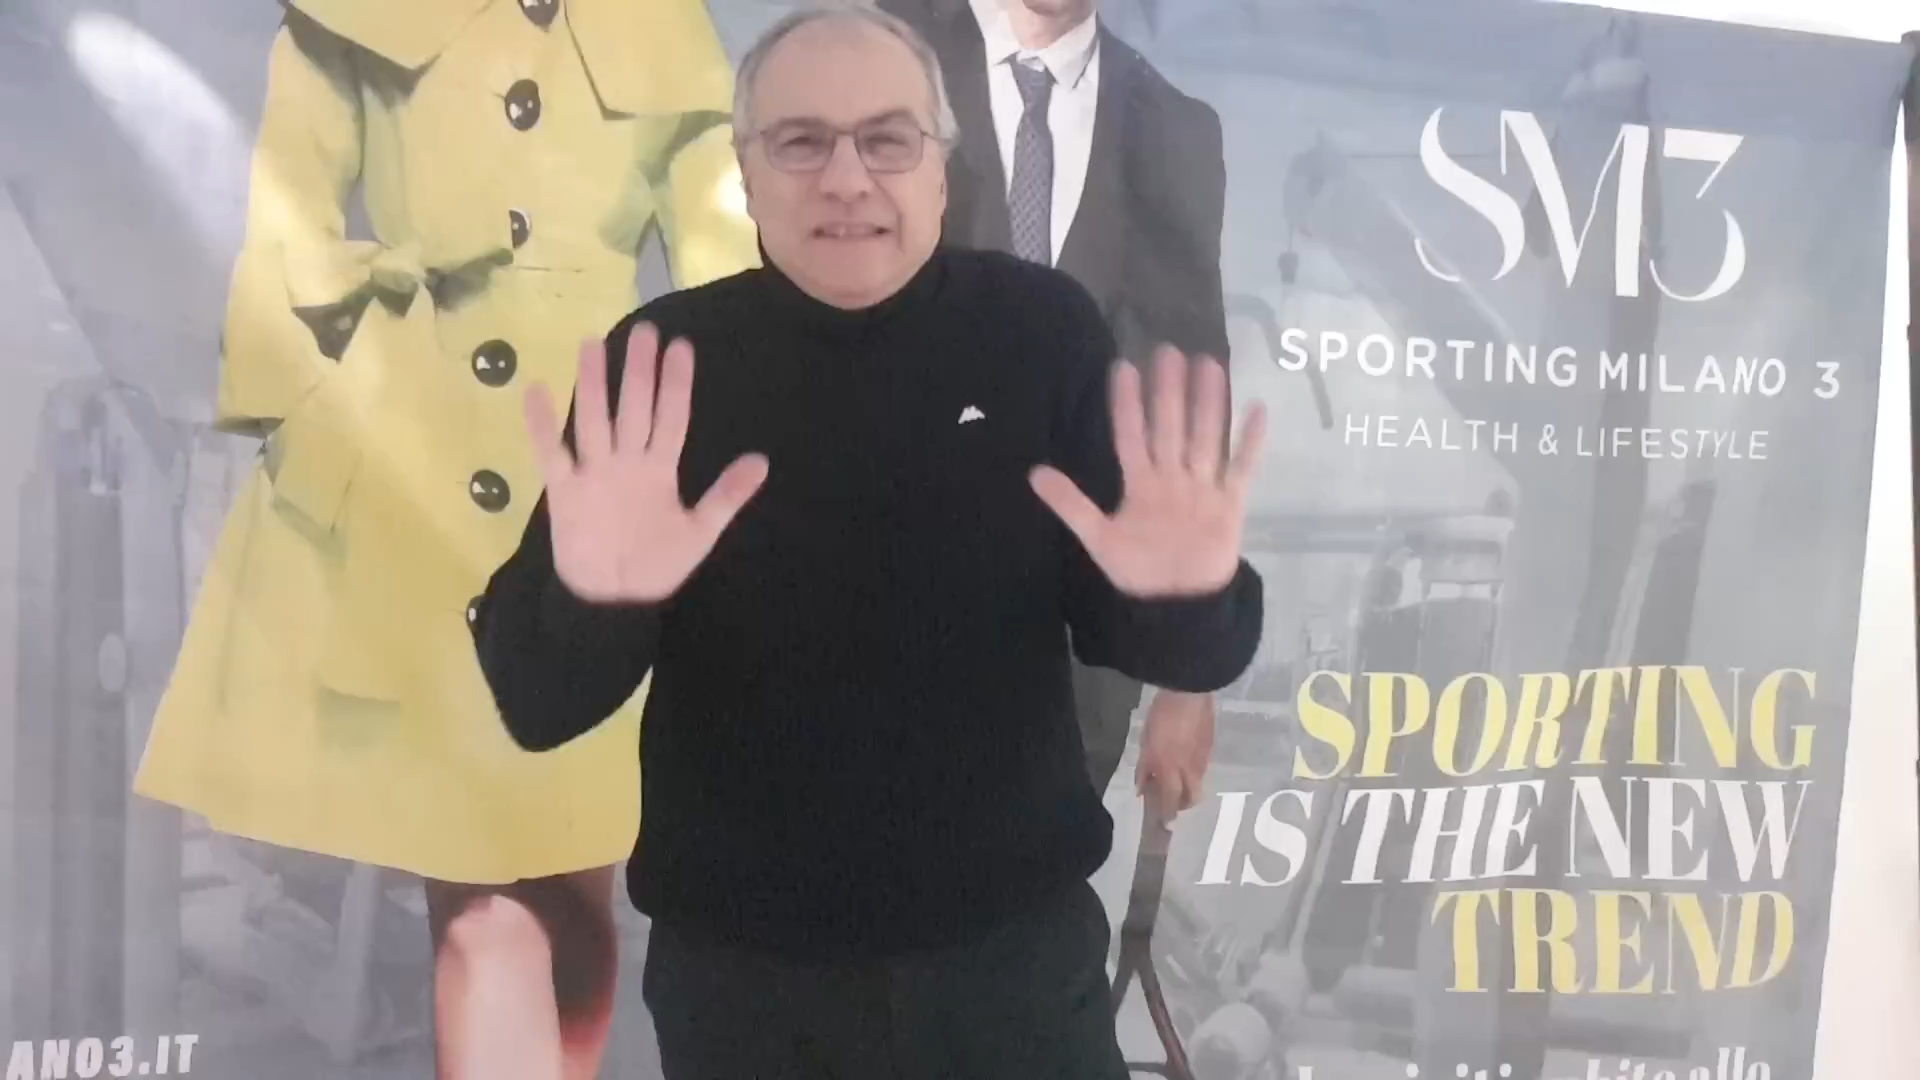 SM3
SPORTING MILANO 3
HEALTH & LIFESTYLE
SPORTING
IS THE NEW
TREND
ANO3.IT